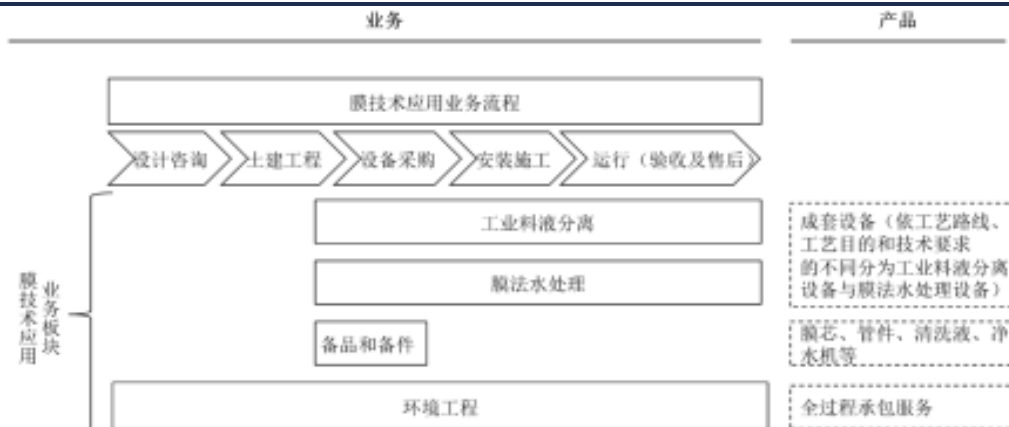 业务
产品
膜技术应用业务流程
设计咨询
土建工程
设备采购
安装施工
运行（验收及售后）
膜技术应用
业务板块
工业料液分离
成套设备（依工艺路线、
工艺目的和技术要求
的不同分为工业料液分离
设备与膜法水处理设备）
膜法水处理
备品和备件
膜芯、管件、清洗液、净
水机等
环境工程
全过程承包服务